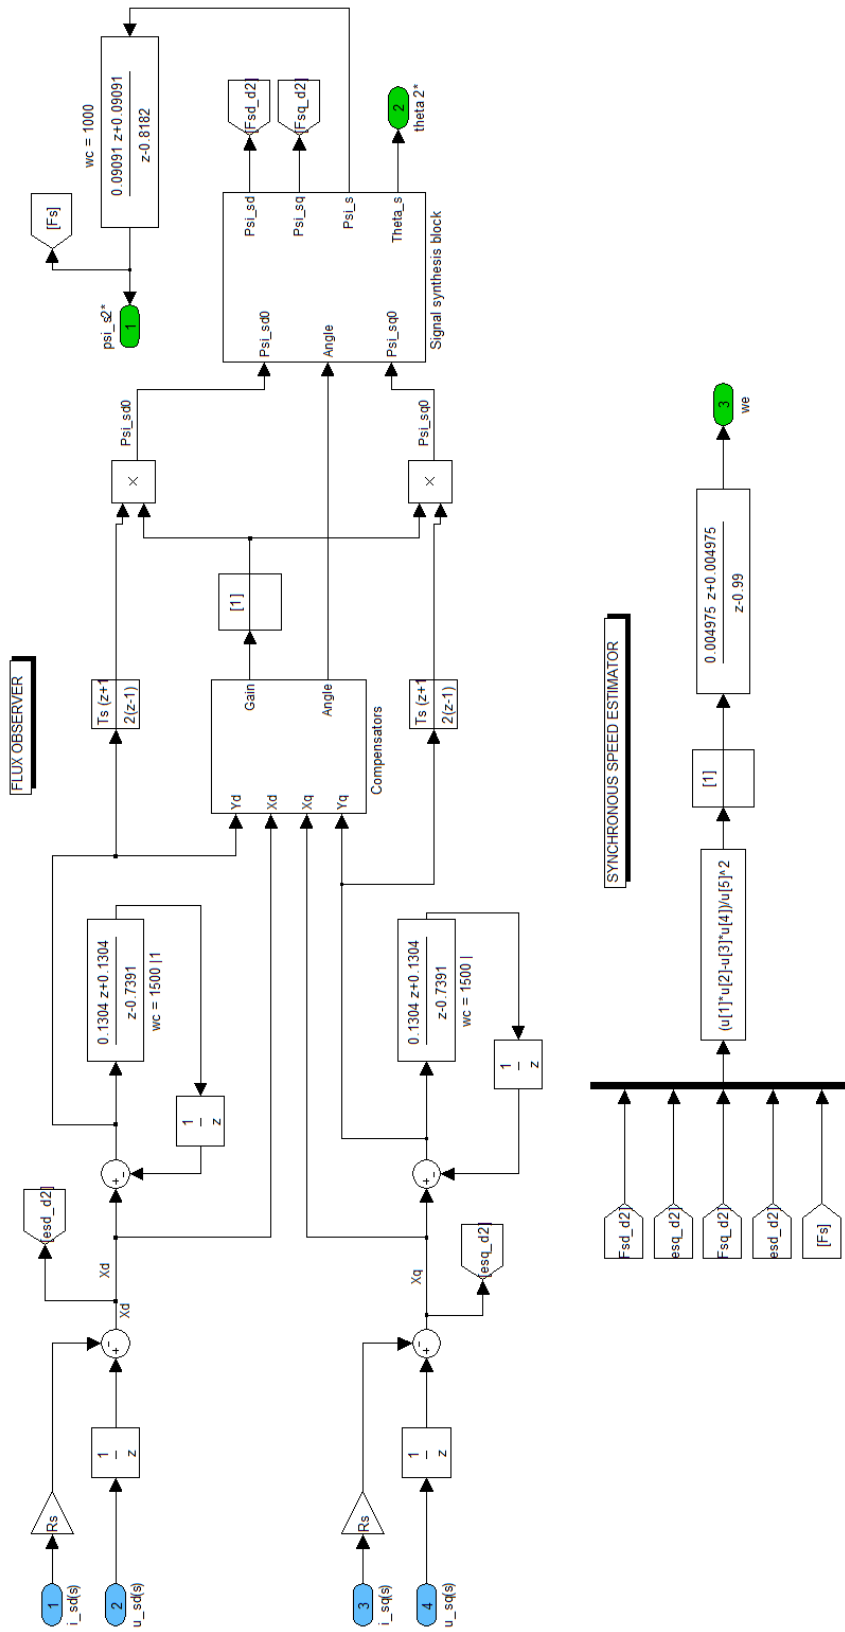 FLUX OBSERVER
1
i_sd(s)
Rs
2
u_sd(s)
1
z
-
+
Xd
[esd_d2]
Xd
+
-
0.1304 z+0.1304
z-0.7391
wc = 1500 |1
1
z
Ts (z+1
2(z-1)
×
Psi_sd0
3
i_sq(s)
Rs
4
u_sq(s)
1
z
-
+
Xq
[esq_d2]
+
-
0.1304 z+0.1304
z-0.7391
wc = 1500 |
1
z
Ts (z+1
2(z-1)
×
Psi_sq0
Yd
Xd
Xq
Yq
Gain
Angle
Compensators
[1]
Psi_sd0
Angle
Psi_sq0
Psi_sd
Psi_sq
Psi_s
Theta_s
Signal synthesis block
psi_s2*
1
[Fs]
wc = 1000
0.09091 z+0.09091
z-0.8182
[Fsd_d2]
[Fsq_d2]
2
theta 2*
SYNCHRONOUS SPEED ESTIMATOR
Fsd_d2]
esq_d2]
Fsq_d2]
esd_d2]
[Fs]
(u[1]*u[2]-u[3]*u[4])/u[5]^2
[1]
0.004975 z+0.004975
z-0.99
3
we